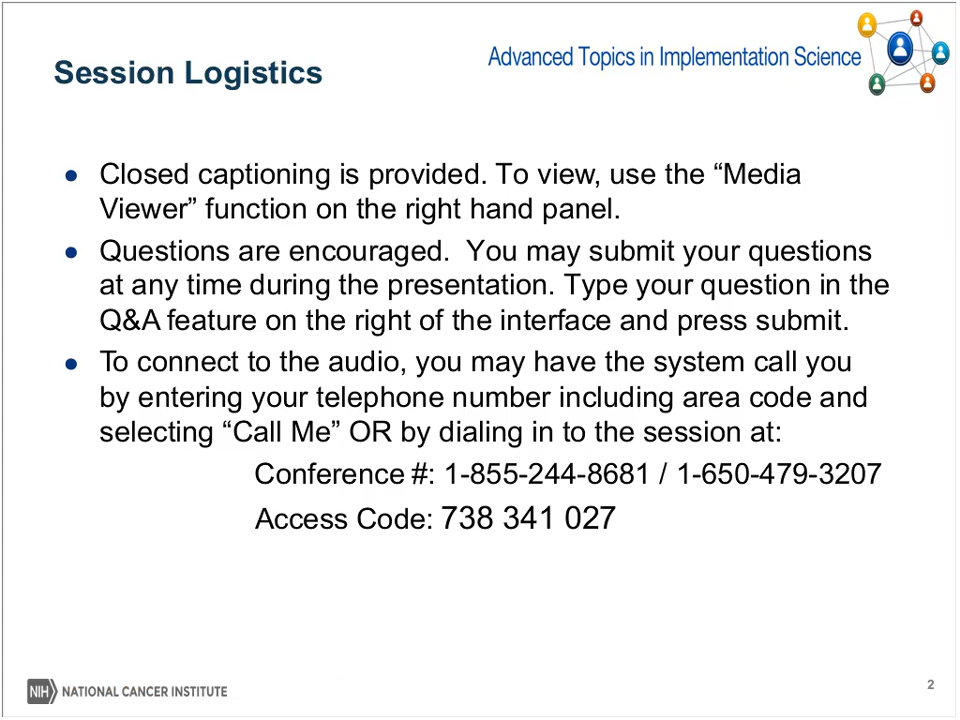 Advanced Topics in Implementation Science
Session Logistics
● Closed captioning is provided. To view, use the “Media
Viewer” function on the right hand panel.
● Questions are encouraged.  You may submit your questions
at any time during the presentation. Type your question in the
Q&A feature on the right of the interface and press submit.
● To connect to the audio, you may have the system call you
by entering your telephone number including area code and
selecting “Call Me” OR by dialing in to the session at:
Conference #: 1-855-244-8681 / 1-650-479-3207
Access Code: 738 341 027
NIH NATIONAL CANCER INSTITUTE
2